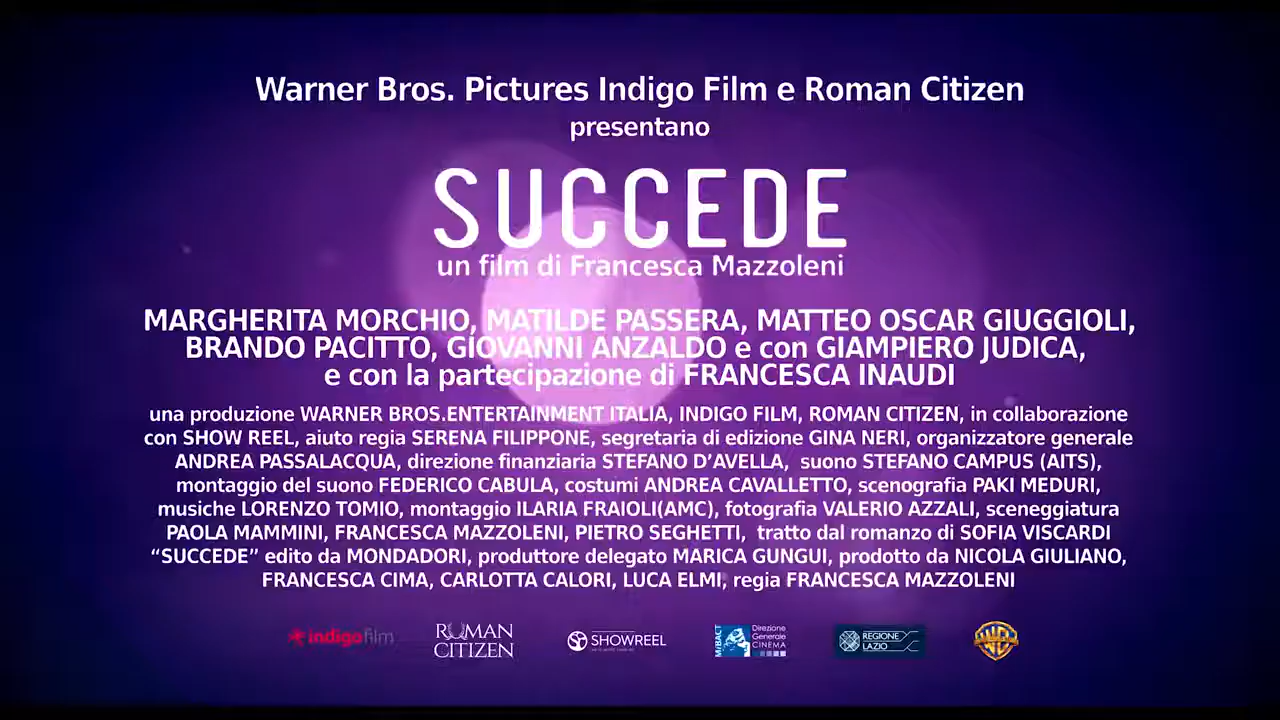 Warner Bros. Pictures Indigo Film e Roman Citizen
presentano
SUCCEDE
un film di Francesca Mazzoleni
MARGHERITA MORCHIO, MATILDE PASSERA, MATTEO OSCAR GIUGGIOLI,
BRANDO PACITTO, GIOVANNI ANZALDO e con GIAMPIERO JUDICA,
e con la partecipazione di FRANCESCA INAUDI
una produzione WARNER BROS.ENTERTAINMENT ITALIA, INDIGO FILM, ROMAN CITIZEN, in collaborazione
con SHOW REEL, aiuto regia SERENA FILIPPONE, segretaria di edizione GINA NERI, organizzatore generale
ANDREA PASSALACQUA, direzione finanziaria STEFANO D’AVELLA, suono STEFANO CAMPUS (AITS),
montaggio del suono FEDERICO CABULA, costumi ANDREA CAVALLETTO, scenografia PAKI MEDURI,
musiche LORENZO TOMIO, montaggio ILARIA FRAIOLI(AMC), fotografia VALERIO AZZALI, sceneggiatura
PAOLA MAMMINI, FRANCESCA MAZZOLENI, PIETRO SEGHETTI, tratto dal romanzo di SOFIA VISCARDI
“SUCCEDE” edito da MONDADORI, produttore delegato MARICA GUNGUI, prodotto da NICOLA GIULIANO,
FRANCESCA CIMA, CARLOTTA CALORI, LUCA ELMI, regia FRANCESCA MAZZOLENI
indigofilm
ROMAN
CITIZEN
SHOWREEL
MiBACT
Direzione
Generale
CINEMA
REGIONE
LAZIO
WB